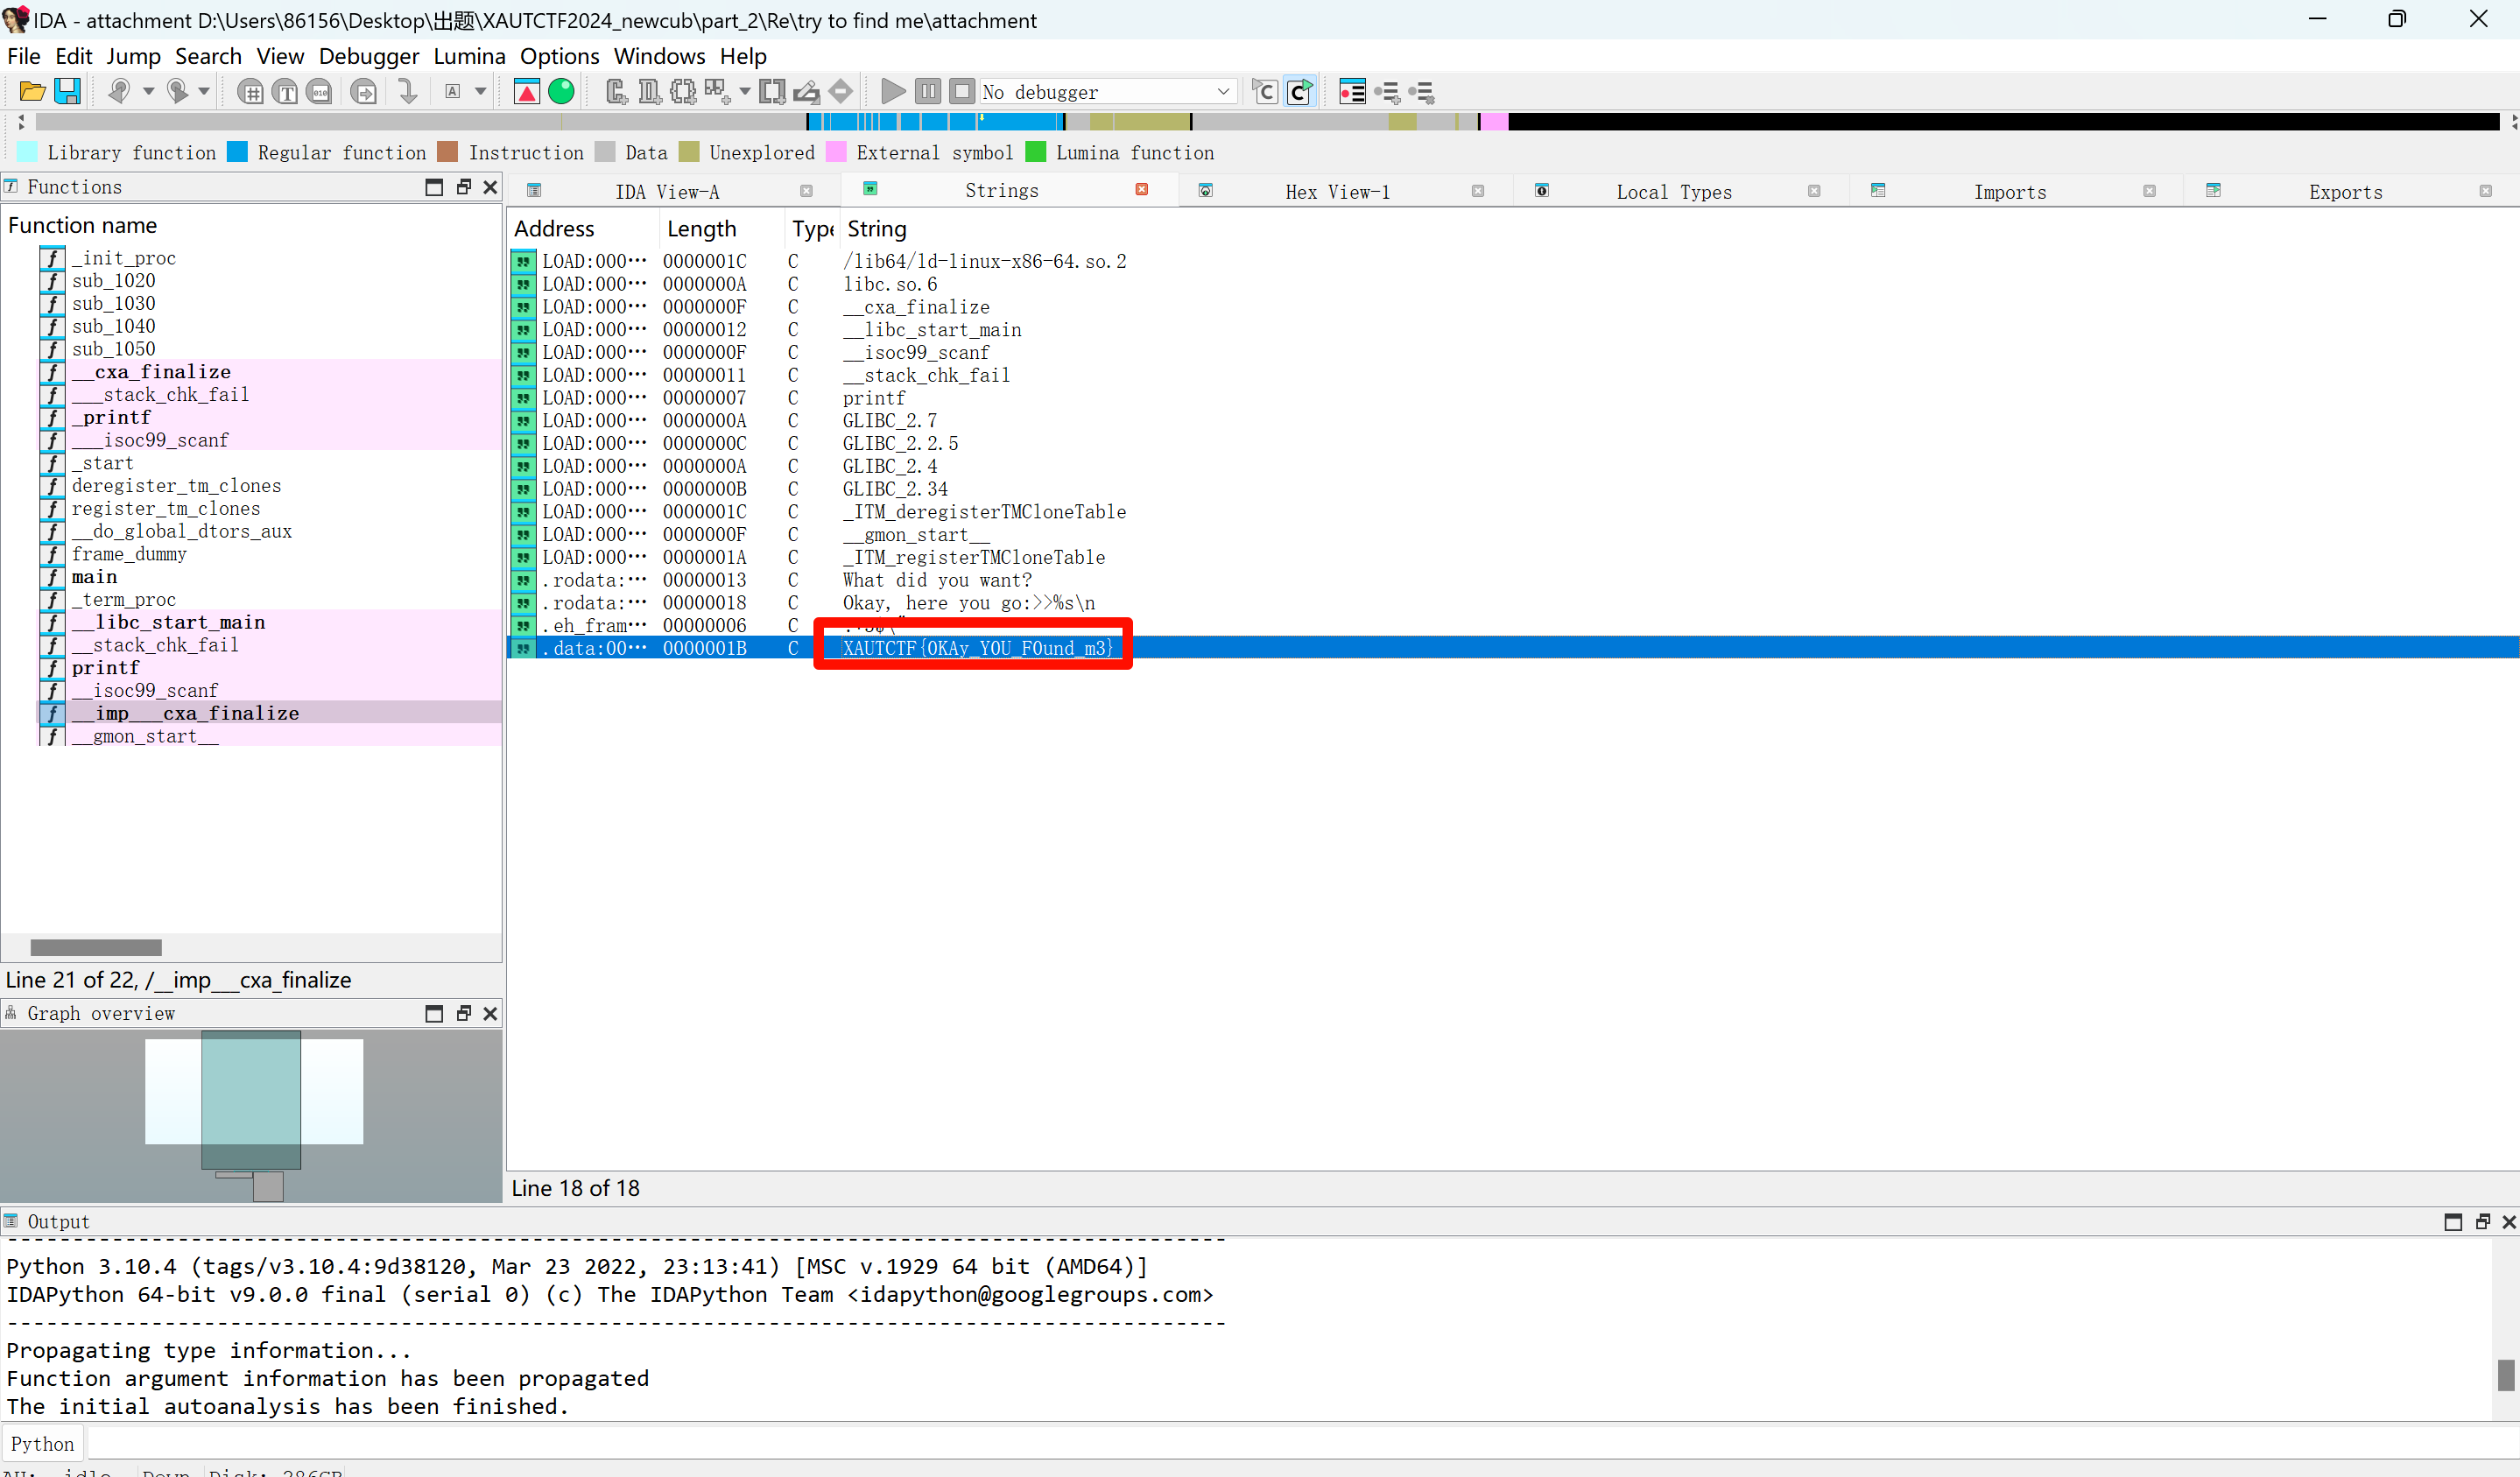 IDA - attachment D:\Users\86156\Desktop\出题\XAUTCTF2024_newcub\part_2\Re\try to find me\attachment
File Edit Jump Search View Debugger Lumina Options Windows Help
No debugger
Library function Regular function Instruction Data Unexplored External symbol Lumina function
Functions
Function name
_init_proc
sub_1020
sub_1030
sub_1040
sub_1050
__cxa_finalize
___stack_chk_fail
_printf
___isoc99_scanf
_start
deregister_tm_clones
register_tm_clones
__do_global_dtors_aux
frame_dummy
main
_term_proc
__libc_start_main
__stack_chk_fail
printf
__isoc99_scanf
__imp___cxa_finalize
__gmon_start__
Line 21 of 22, /__imp___cxa_finalize
Graph overview
IDA View-A Strings Hex View-1 Local Types Imports Exports
Address Length Type String
LOAD:000··· 0000001C C /lib64/ld-linux-x86-64.so.2
LOAD:000··· 0000000A C libc.so.6
LOAD:000··· 0000000F C __cxa_finalize
LOAD:000··· 00000012 C __libc_start_main
LOAD:000··· 0000000F C __isoc99_scanf
LOAD:000··· 00000011 C __stack_chk_fail
LOAD:000··· 00000007 C printf
LOAD:000··· 0000000A C GLIBC_2.7
LOAD:000··· 0000000C C GLIBC_2.2.5
LOAD:000··· 0000000A C GLIBC_2.4
LOAD:000··· 0000000B C GLIBC_2.34
LOAD:000··· 0000001C C _ITM_deregisterTMCloneTable
LOAD:000··· 0000000F C __gmon_start__
LOAD:000··· 0000001A C _ITM_registerTMCloneTable
.rodata:··· 00000013 C What did you want?
.rodata:··· 00000018 C Okay, here you go:>>%s\n
.eh_fram··· 00000006 C
.data:00··· 0000001B C XAUTCTF{0KAy_Y0U_F0und_m3}
Line 18 of 18
Output
Python 3.10.4 (tags/v3.10.4:9d38120, Mar 23 2022, 23:13:41) [MSC v.1929 64 bit (AMD64)]
IDAPython 64-bit v9.0.0 final (serial 0) (c) The IDAPython Team <idapython@googlegroups.com>
Propagating type information...
Function argument information has been propagated
The initial autoanalysis has been finished.
Python